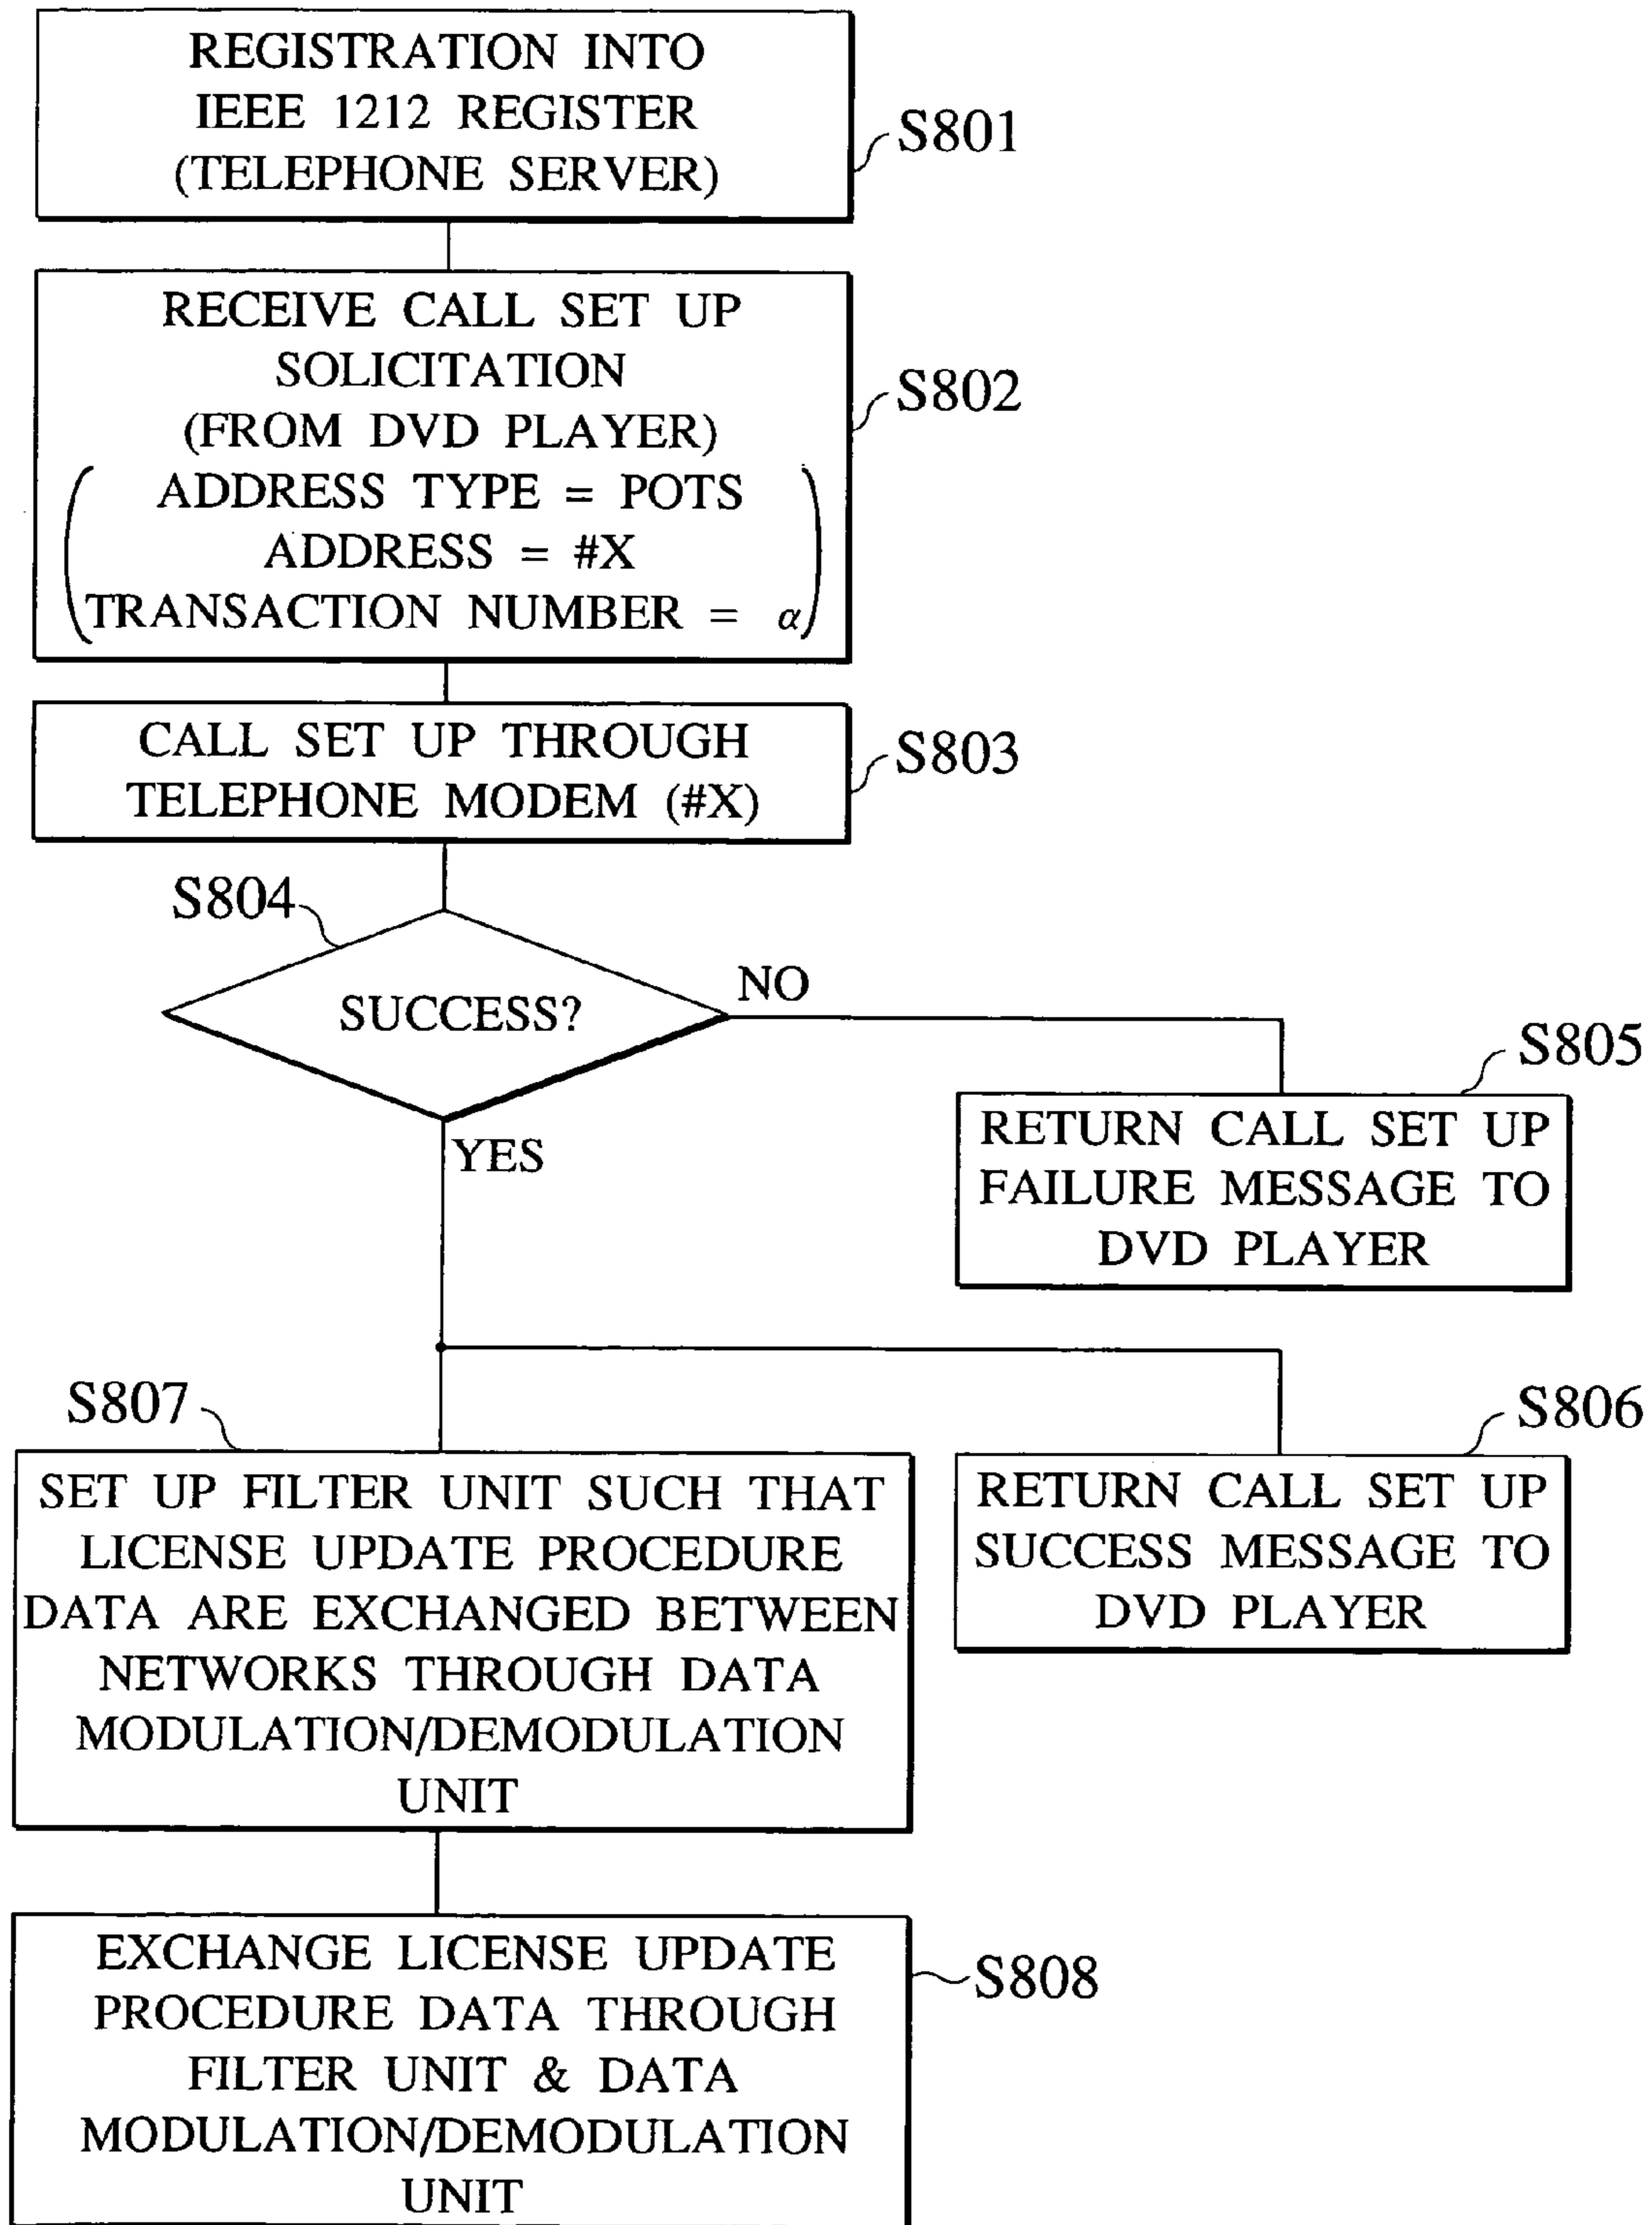 REGISTRATION INTO
IEEE 1212 REGISTER
(TELEPHONE SERVER)
S801
RECEIVE CALL SET UP
SOLICITATION
(FROM DVD PLAYER)
(ADDRESS TYPE = POTS
ADDRESS = #X
TRANSACTION NUMBER = α)
S802
CALL SET UP THROUGH
TELEPHONE MODEM (#X)
S803
S804
SUCCESS?
NO
YES
S805
RETURN CALL SET UP
FAILURE MESSAGE TO
DVD PLAYER
S807
SET UP FILTER UNIT SUCH THAT
LICENSE UPDATE PROCEDURE
DATA ARE EXCHANGED BETWEEN
NETWORKS THROUGH DATA
MODULATION/DEMODULATION
UNIT
S806
RETURN CALL SET UP
SUCCESS MESSAGE TO
DVD PLAYER
EXCHANGE LICENSE UPDATE
PROCEDURE DATA THROUGH
FILTER UNIT & DATA
MODULATION/DEMODULATION
UNIT
S808